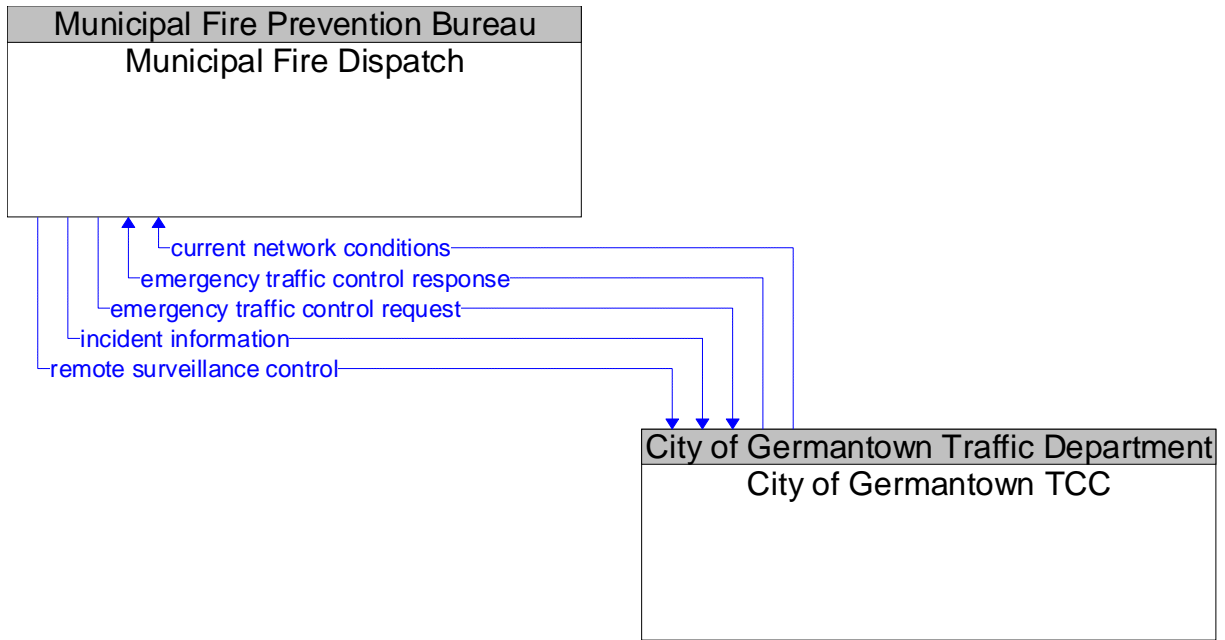 Municipal Fire Prevention Bureau
Municipal Fire Dispatch
current network conditions
emergency traffic control response
emergency traffic control request
incident information
remote surveillance control
City of Germantown Traffic Department
City of Germantown TCC